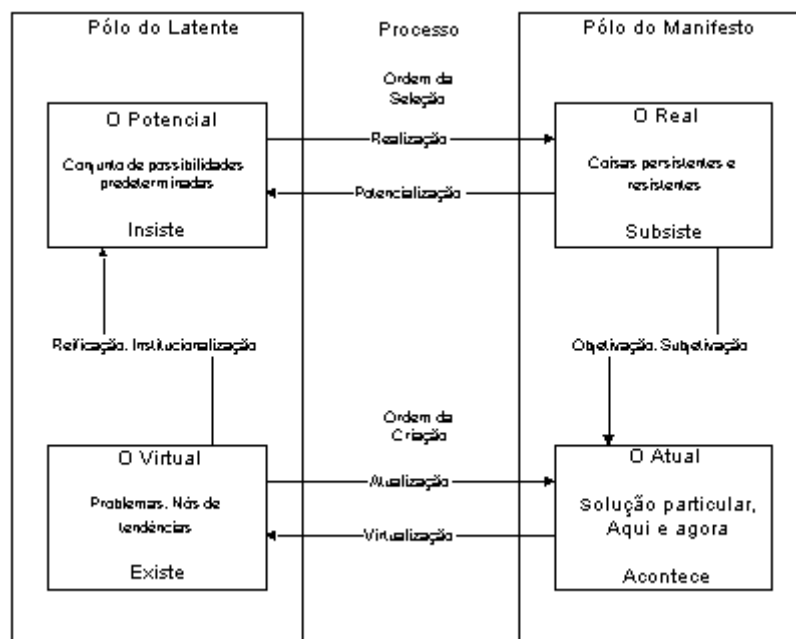 Pólo do Latente
Processo
Pólo do Manifesto
Ordem da
Seleção
O Potencial
Conjunto de possibilidades
predeterminadas
Insiste
Realização
Potencialização
O Real
Coisas persistentes e
resistentes
Subsiste
Reificação. Institucionalização
Objetivação. Subjetivação
Ordem da
Criação
O Virtual
Problemas. Nós de
tendências
Existe
Atualização
Virtualização
O Atual
Solução particular,
Aqui e agora
Acontece